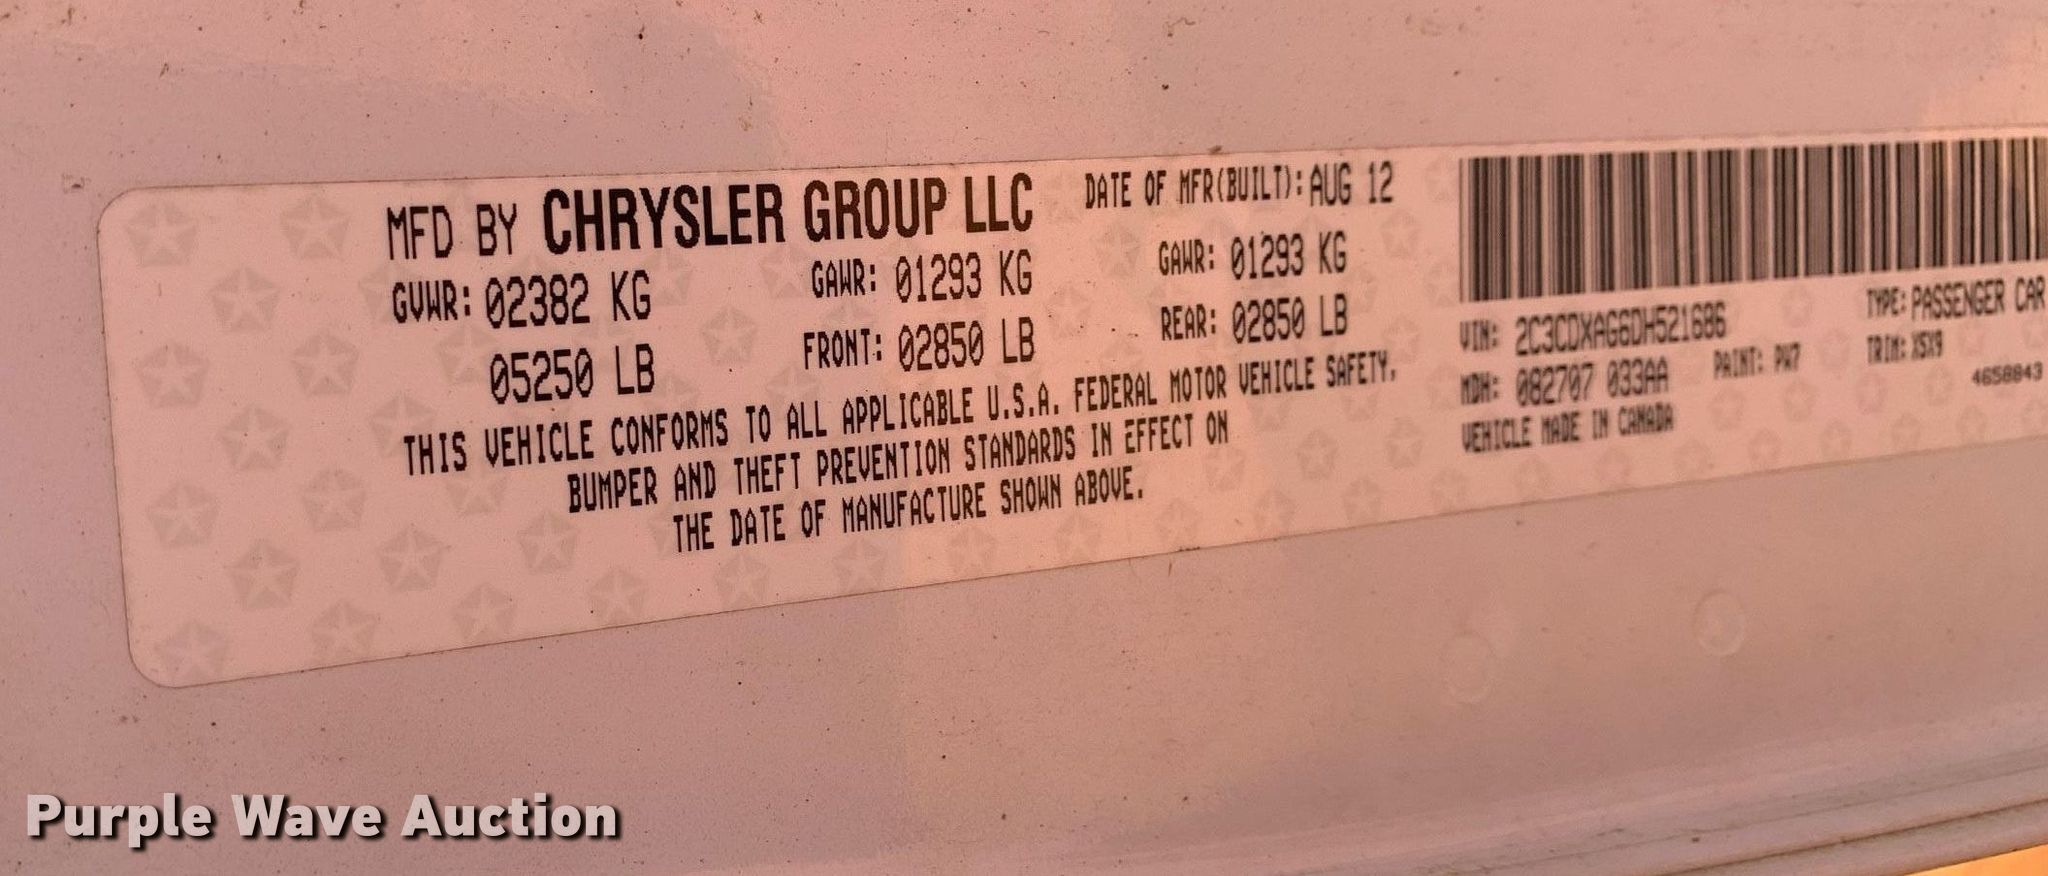 MFD BY CHRYSLER GROUP LLC DATE OF MFR(BUILT): AUG 12
GVWR: 02382 KG GAWR: 01293 KG GAWR: 01293 KG
05250 LB FRONT: 02850 LB REAR: 02850 LB
THIS VEHICLE CONFORMS TO ALL APPLICABLE U.S.A. FEDERAL MOTOR VEHICLE SAFETY,
BUMPER AND THEFT PREVENTION STANDARDS IN EFFECT ON
THE DATE OF MANUFACTURE SHOWN ABOVE.
VIN: 2C3CDXAG6DH521686 TYPE: PASSENGER CAR
MDH: 082707 033AA PAINT: PW7 TRIM: X5X9
VEHICLE MADE IN CANADA 4658843
Purple Wave Auction